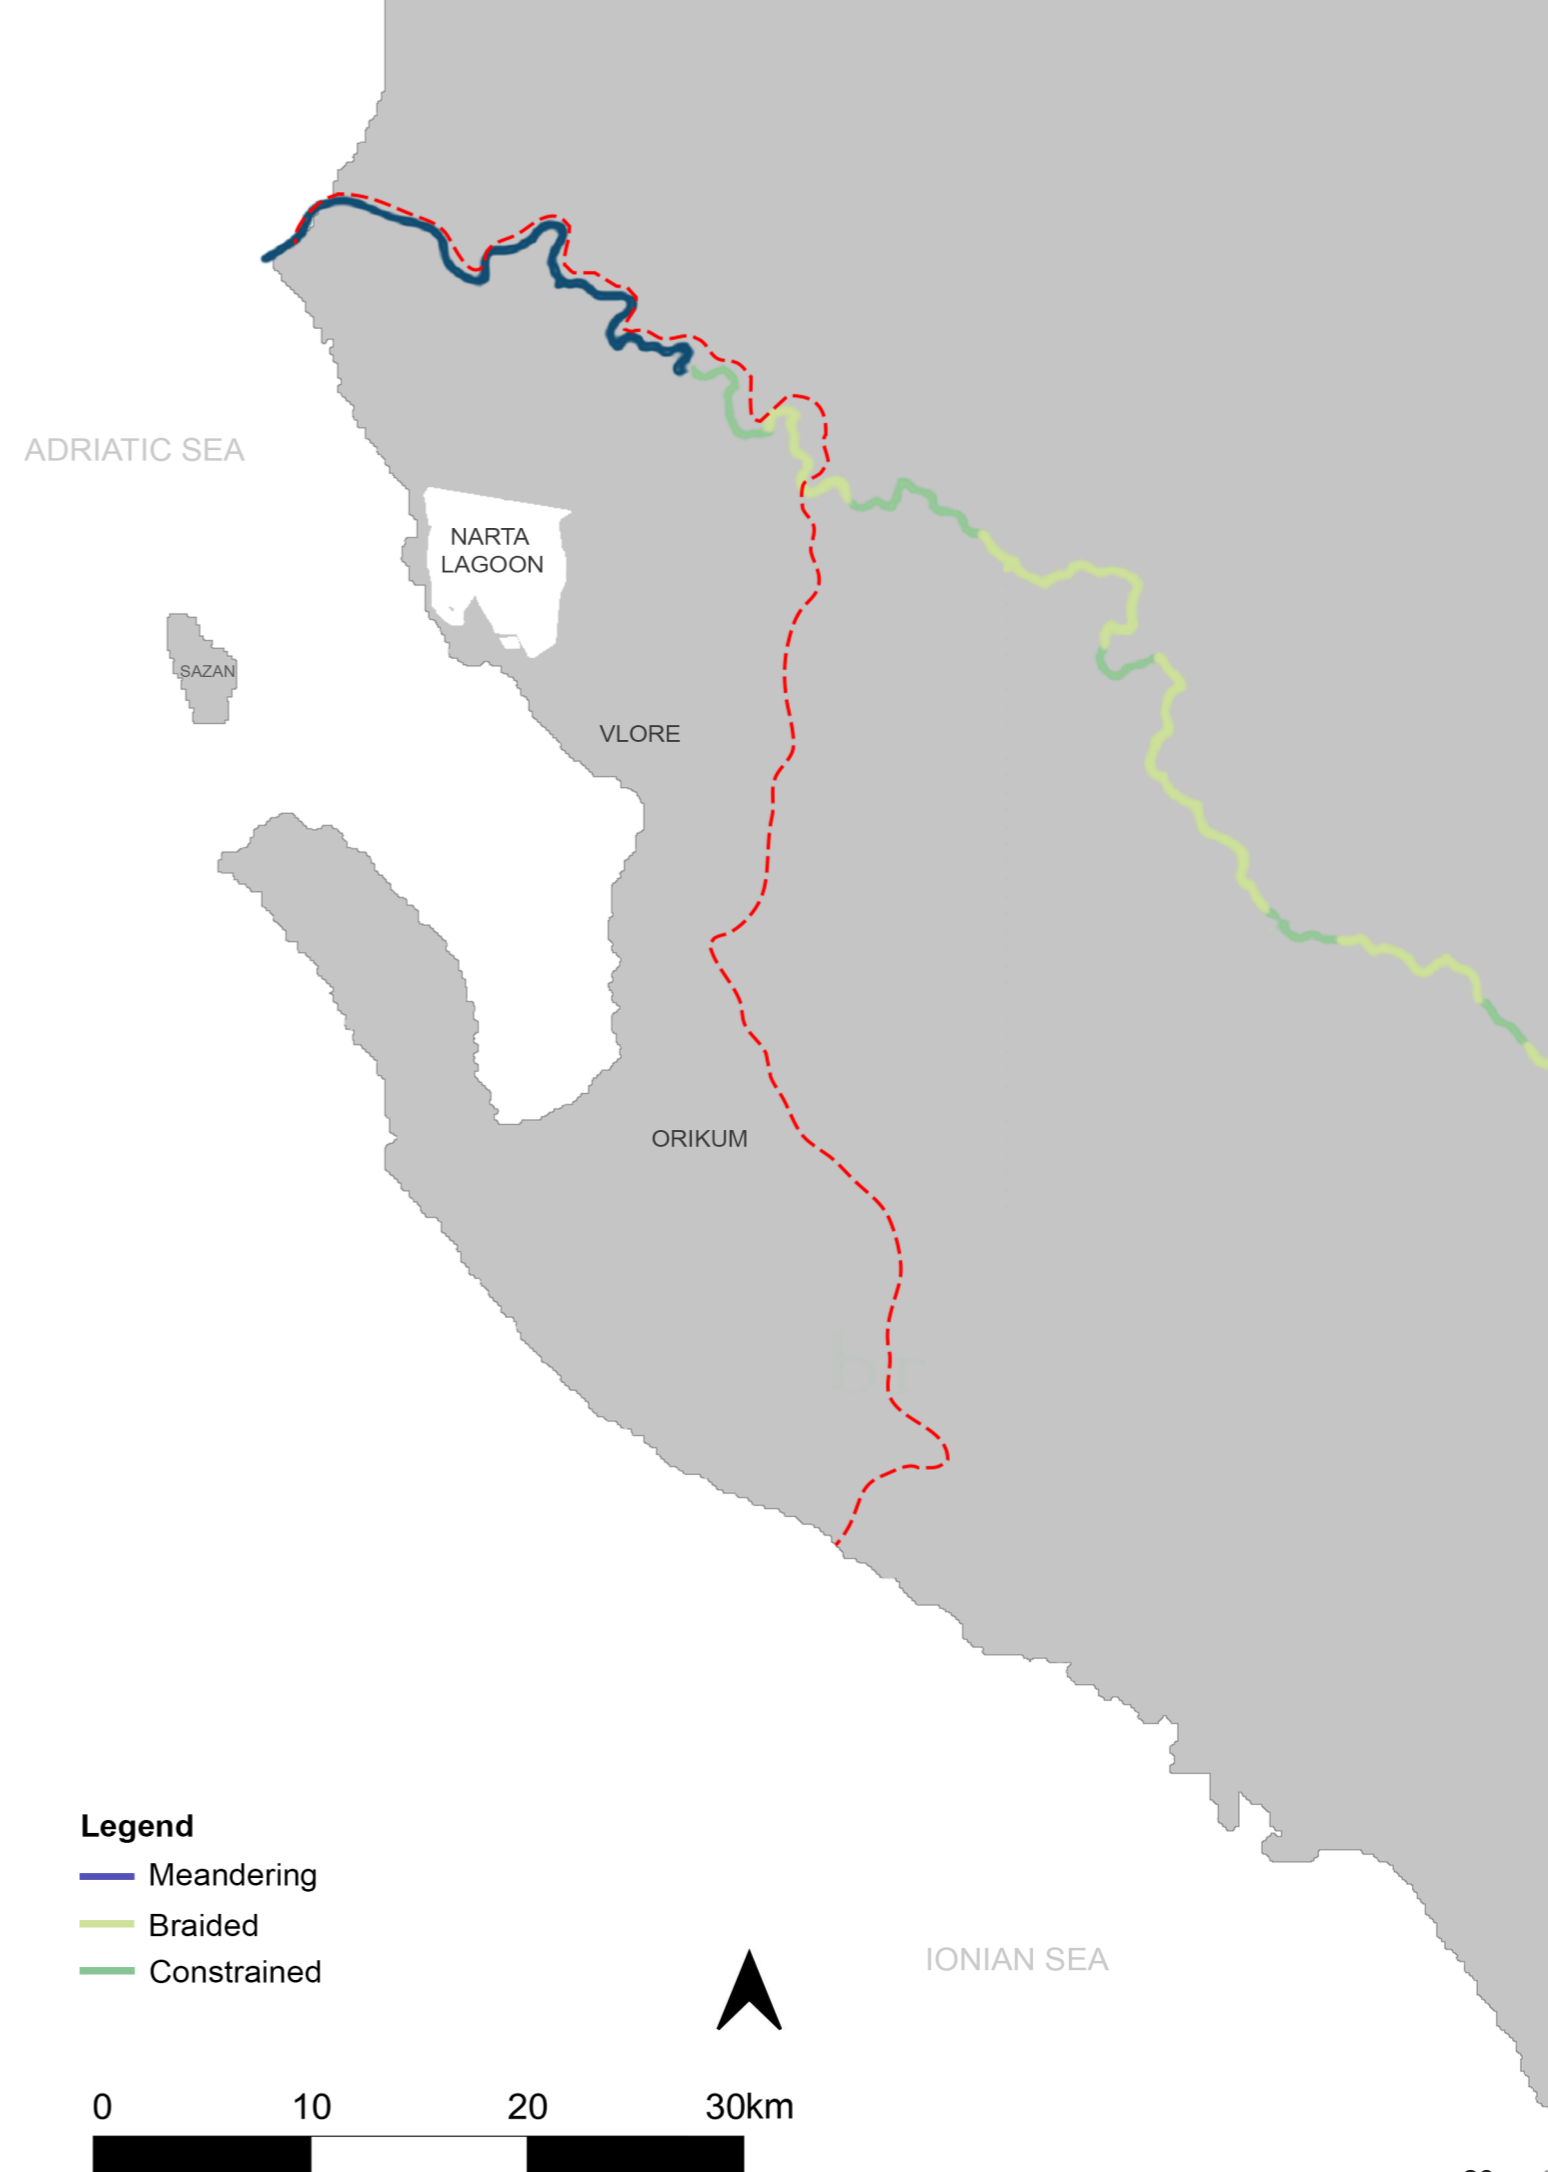 ADRIATIC SEA
NARTA
LAGOON
SAZAN
VLORE
ORIKUM
Legend
Meandering
Braided
Constrained
IONIAN SEA
0 10 20 30km